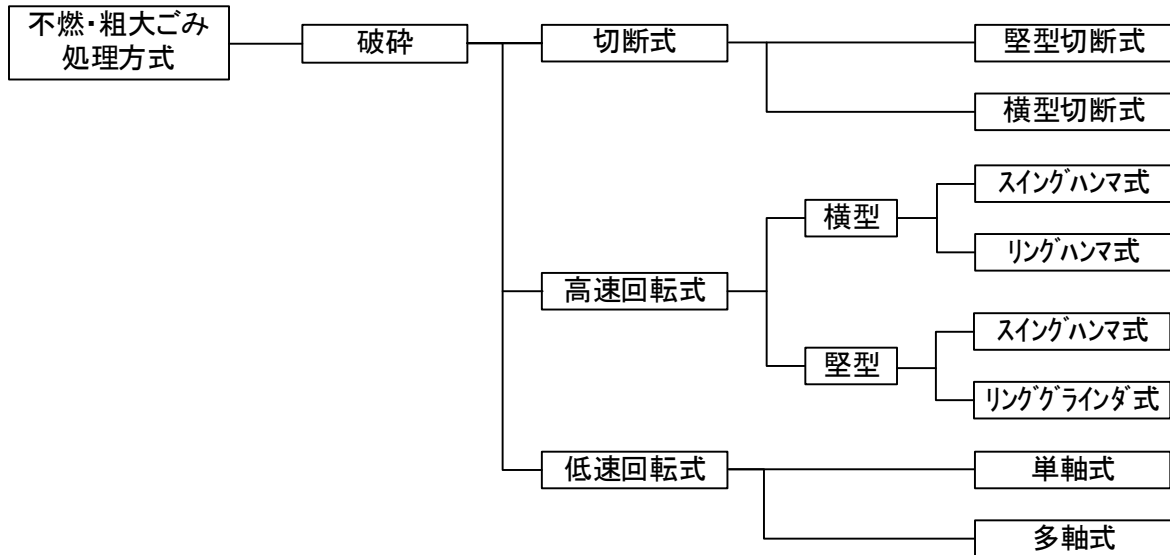 不燃・粗大ごみ
処理方式
破砕
切断式
堅型切断式
横型切断式
高速回転式
横型
ｽｲﾝｸﾞﾊﾝﾏ式
ﾘﾝｸﾞﾊﾝﾏ式
堅型
ｽｲﾝｸﾞﾊﾝﾏ式
ﾘﾝｸﾞｸﾞﾗｲﾝﾀﾞ式
低速回転式
単軸式
多軸式